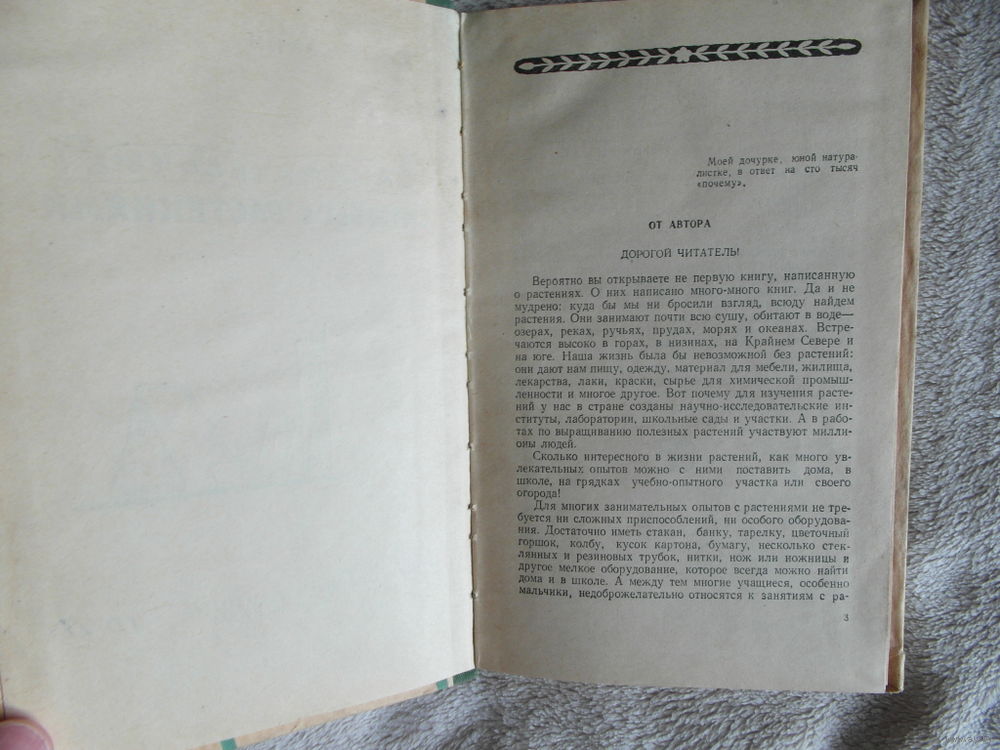 Моей дочурке, юной натура-
листке, в ответ на сто тысяч
«почему».
ОТ АВТОРА
ДОРОГОЙ ЧИТАТЕЛЬ!
Вероятно вы открываете не первую книгу, написанную
о растениях. О них написано много-много книг. Да и не
мудрено: куда бы мы ни бросили взгляд, всюду найдем
растения. Они занимают почти всю сушу, обитают в воде—
озерах, реках, ручьях, прудах, морях и океанах. Встре-
чаются высоко в горах, в низинах, на Крайнем Севере и
на юге. Наша жизнь была бы невозможной без растений:
они дают нам пищу, одежду, материал для мебели, жилища,
лекарства, лаки, краски, сырье для химической промыш-
ленности и многое другое. Вот почему для изучения расте-
ний у нас в стране созданы научно-исследовательские ин-
ституты, лаборатории, школьные сады и участки. А в рабо-
тах по выращиванию полезных растений участвуют милли-
оны людей.
Сколько интересного в жизни растений, как много ув-
лекательных опытов можно с ними поставить дома, в
школе, на грядках учебно-опытного участка или своего
огорода!
Для многих занимательных опытов с растениями не тре-
буется ни сложных приспособлений, ни особого оборудова-
ния. Достаточно иметь стакан, банку, тарелку, цветочный
горшок, колбу, кусок картона, бумагу, несколько стек-
лянных и резиновых трубок, нитки, нож или ножницы и
другое мелкое оборудование, которое всегда можно найти
дома и в школе. А между тем многие учащиеся, особенно
мальчики, недоброжелательно относятся к занятиям с ра-
3